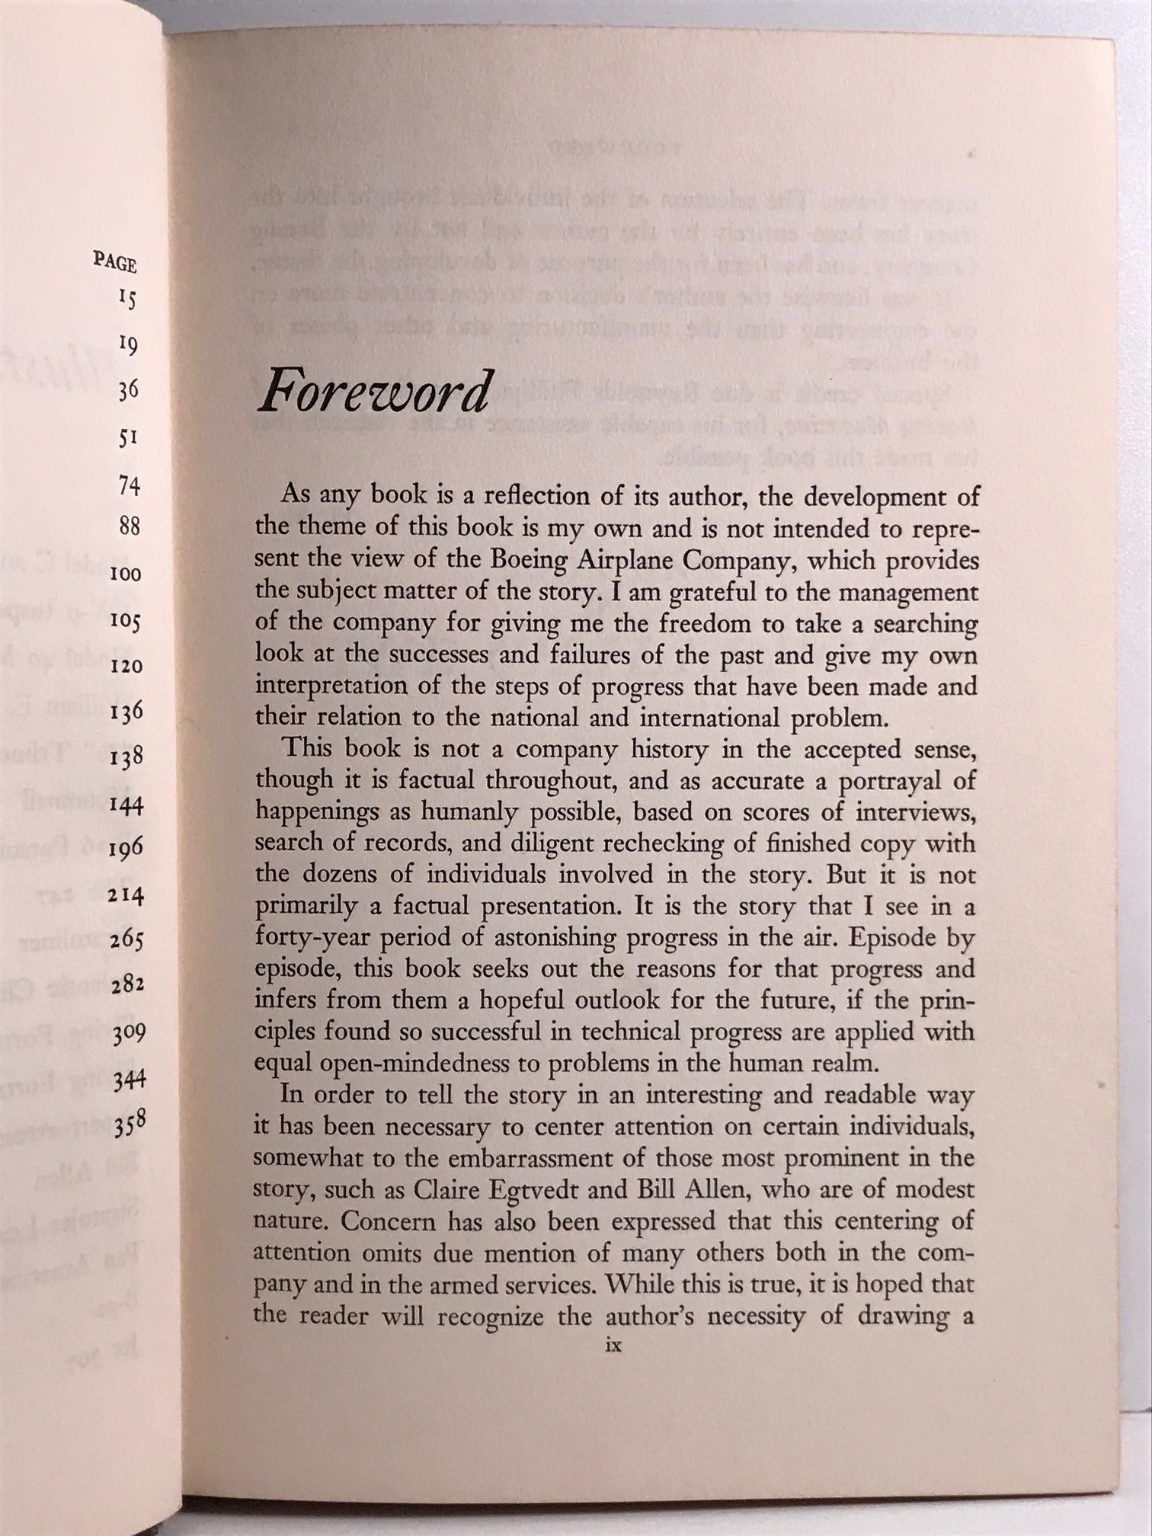 PAGE
15
19
36
51
74
88
100
105
120
136
138
144
196
214
265
282
309
344
358
Foreword
As any book is a reflection of its author, the development of
the theme of this book is my own and is not intended to repre-
sent the view of the Boeing Airplane Company, which provides
the subject matter of the story. I am grateful to the management
of the company for giving me the freedom to take a searching
look at the successes and failures of the past and give my own
interpretation of the steps of progress that have been made and
their relation to the national and international problem.
This book is not a company history in the accepted sense,
though it is factual throughout, and as accurate a portrayal of
happenings as humanly possible, based on scores of interviews,
search of records, and diligent rechecking of finished copy with
the dozens of individuals involved in the story. But it is not
primarily a factual presentation. It is the story that I see in a
forty-year period of astonishing progress in the air. Episode by
episode, this book seeks out the reasons for that progress and
infers from them a hopeful outlook for the future, if the prin-
ciples found so successful in technical progress are applied with
equal open-mindedness to problems in the human realm.
In order to tell the story in an interesting and readable way
it has been necessary to center attention on certain individuals,
somewhat to the embarrassment of those most prominent in the
story, such as Claire Egtvedt and Bill Allen, who are of modest
nature. Concern has also been expressed that this centering of
attention omits due mention of many others both in the com-
pany and in the armed services. While this is true, it is hoped that
the reader will recognize the author's necessity of drawing a
ix